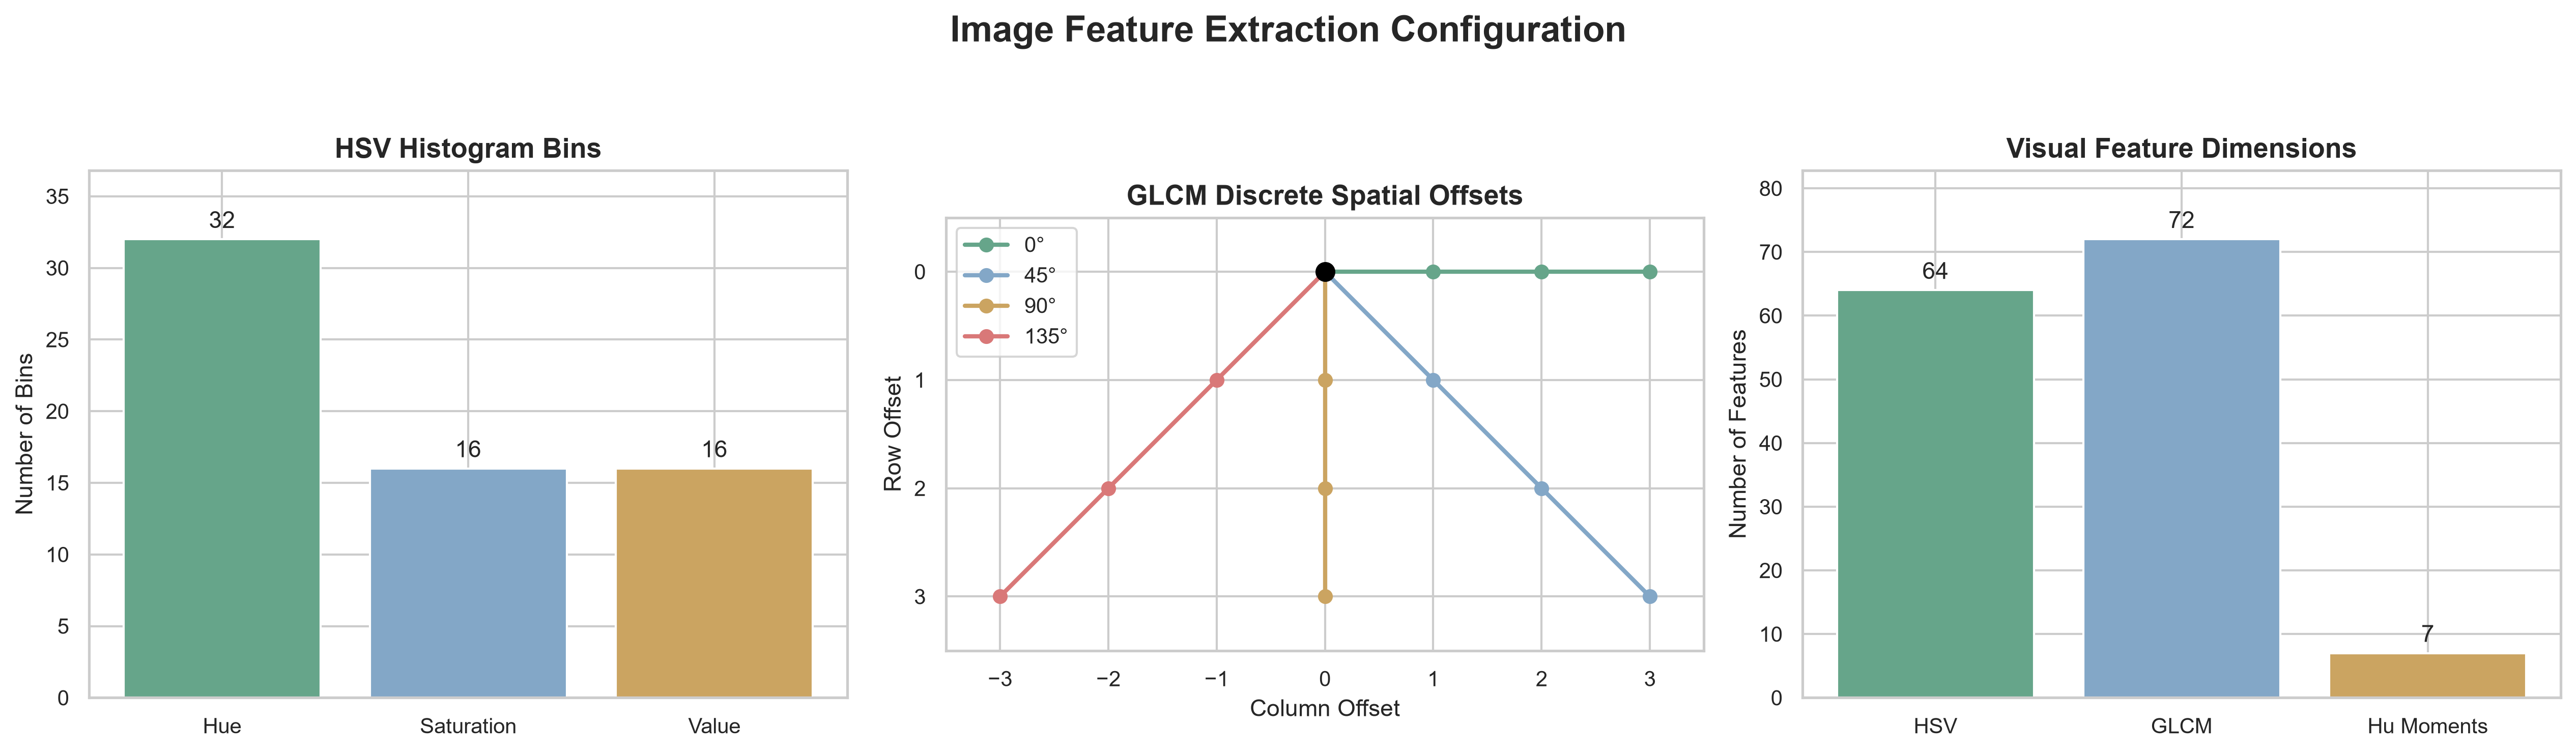 Image Feature Extraction Configuration
HSV Histogram Bins
Number of Bins
35
30
25
20
15
10
5
0
32
16
16
Hue
Saturation
Value
GLCM Discrete Spatial Offsets
0°
45°
90°
135°
Row Offset
0
1
2
3
−3
−2
−1
0
1
2
3
Column Offset
Visual Feature Dimensions
Number of Features
80
70
60
50
40
30
20
10
0
64
72
7
HSV
GLCM
Hu Moments